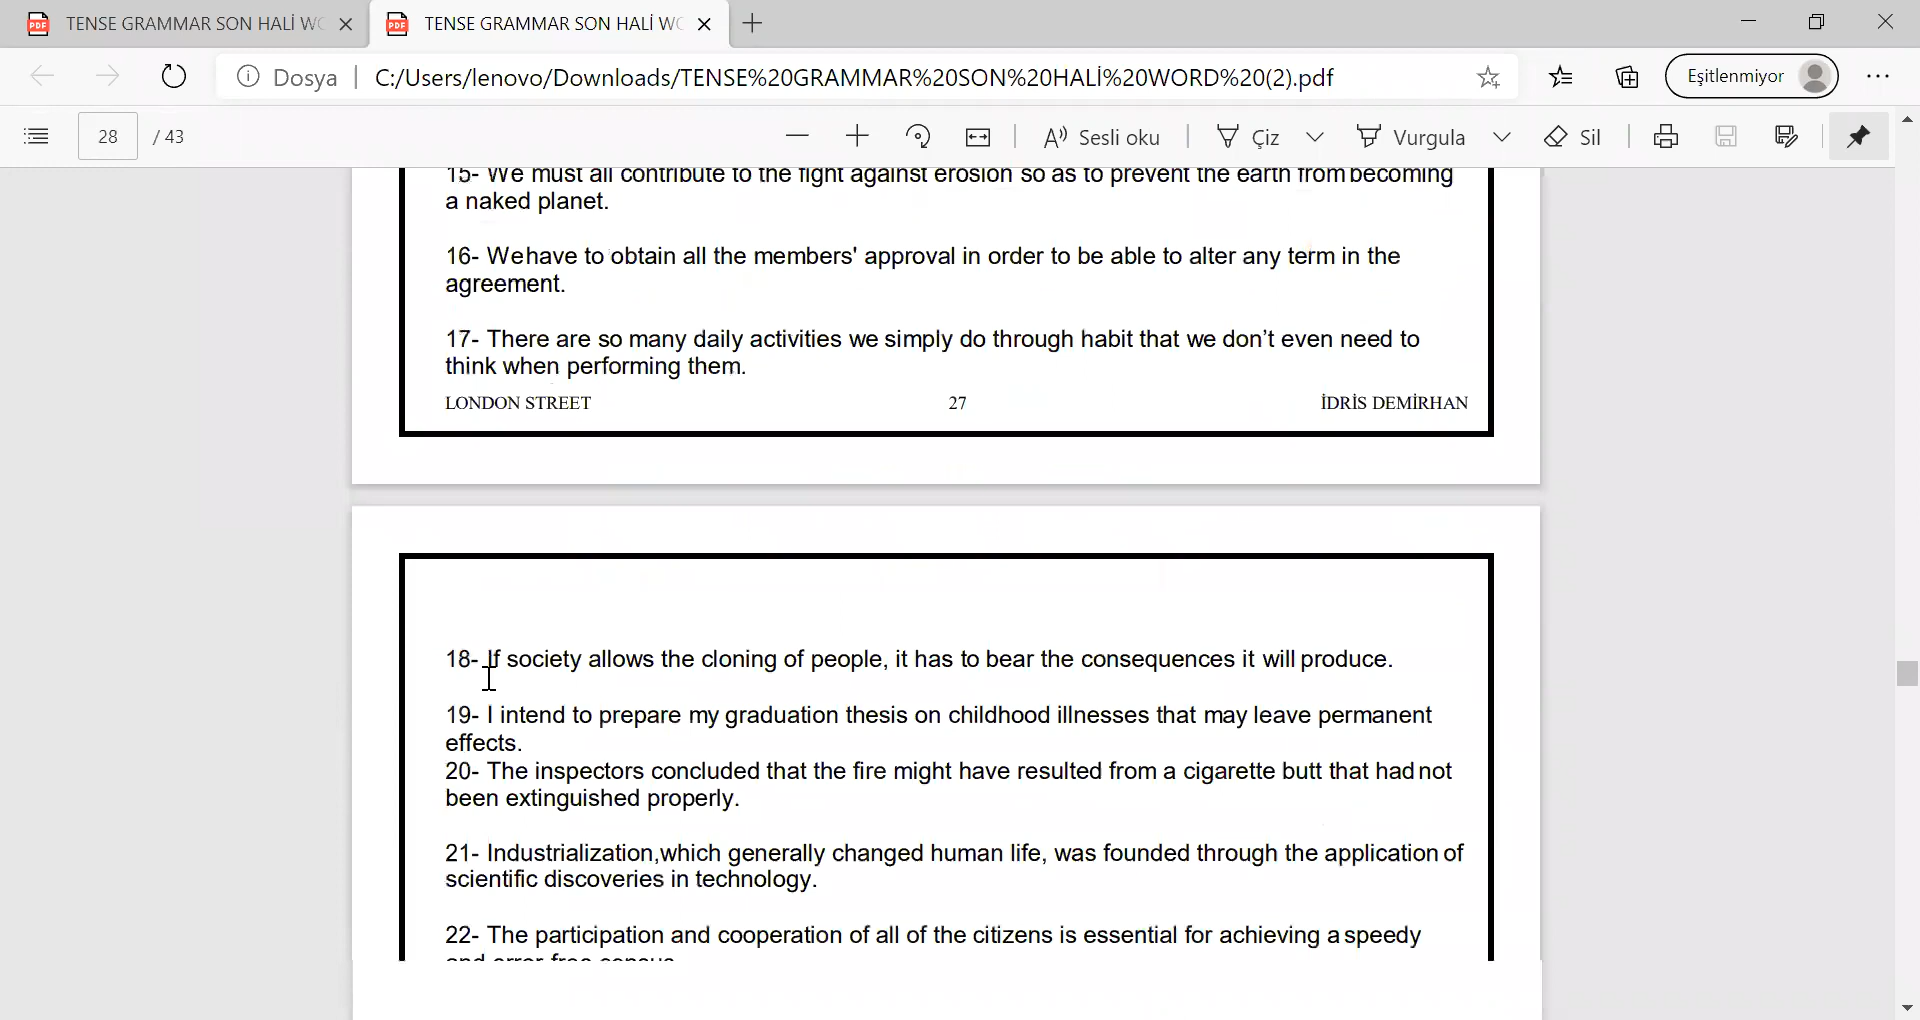 TENSE GRAMMAR SON HALİ WO
TENSE GRAMMAR SON HALİ WO
Dosya | C:/Users/lenovo/Downloads/TENSE%20GRAMMAR%20SON%20HALİ%20WORD%20(2).pdf
Eşitlenmiyor
28 / 43
Sesli oku
Çiz
Vurgula
Sil
15- We must all contribute to the fight against erosion so as to prevent the earth from becoming
a naked planet.
16- We have to obtain all the members' approval in order to be able to alter any term in the
agreement.
17- There are so many daily activities we simply do through habit that we don't even need to
think when performing them.
LONDON STREET 27 İDRİS DEMİRHAN
18- If society allows the cloning of people, it has to bear the consequences it will produce.
19- I intend to prepare my graduation thesis on childhood illnesses that may leave permanent
effects.
20- The inspectors concluded that the fire might have resulted from a cigarette butt that had not
been extinguished properly.
21- Industrialization,which generally changed human life, was founded through the application of
scientific discoveries in technology.
22- The participation and cooperation of all of the citizens is essential for achieving a speedy
and error-free census.